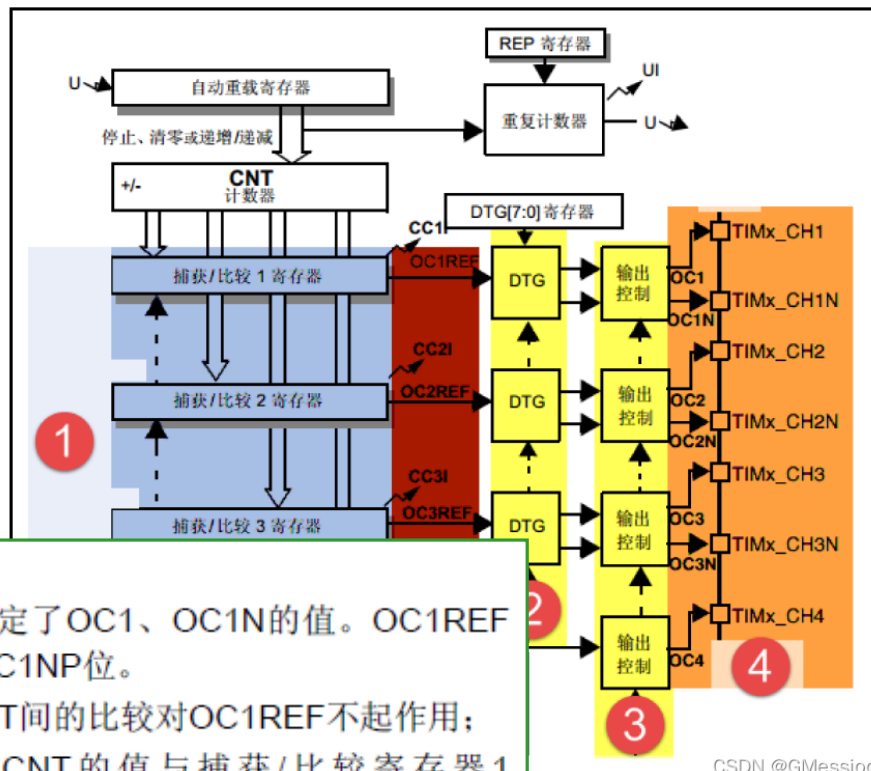 REP 寄存器
U
自动重载寄存器
UI
停止、清零或递增/递减
重复计数器
U
+/-
CNT
计数器
DTG[7:0] 寄存器
CC1I
OC1REF
捕获/比较 1 寄存器
DTG
输出
控制
OC1
OC1N
TIMx_CH1
TIMx_CH1N
CC2I
OC2REF
捕获/比较 2 寄存器
DTG
输出
控制
OC2
OC2N
TIMx_CH2
TIMx_CH2N
1
CC3I
OC3REF
捕获/比较 3 寄存器
DTG
输出
控制
OC3
OC3N
TIMx_CH3
TIMx_CH3N
2
输出
控制
OC4
TIMx_CH4
4
3
定了OC1、OC1N的值。OC1REF
C1NP位。
T间的比较对OC1REF不起作用;
CNT的值与捕获/比较寄存器1
CSDN @GMession